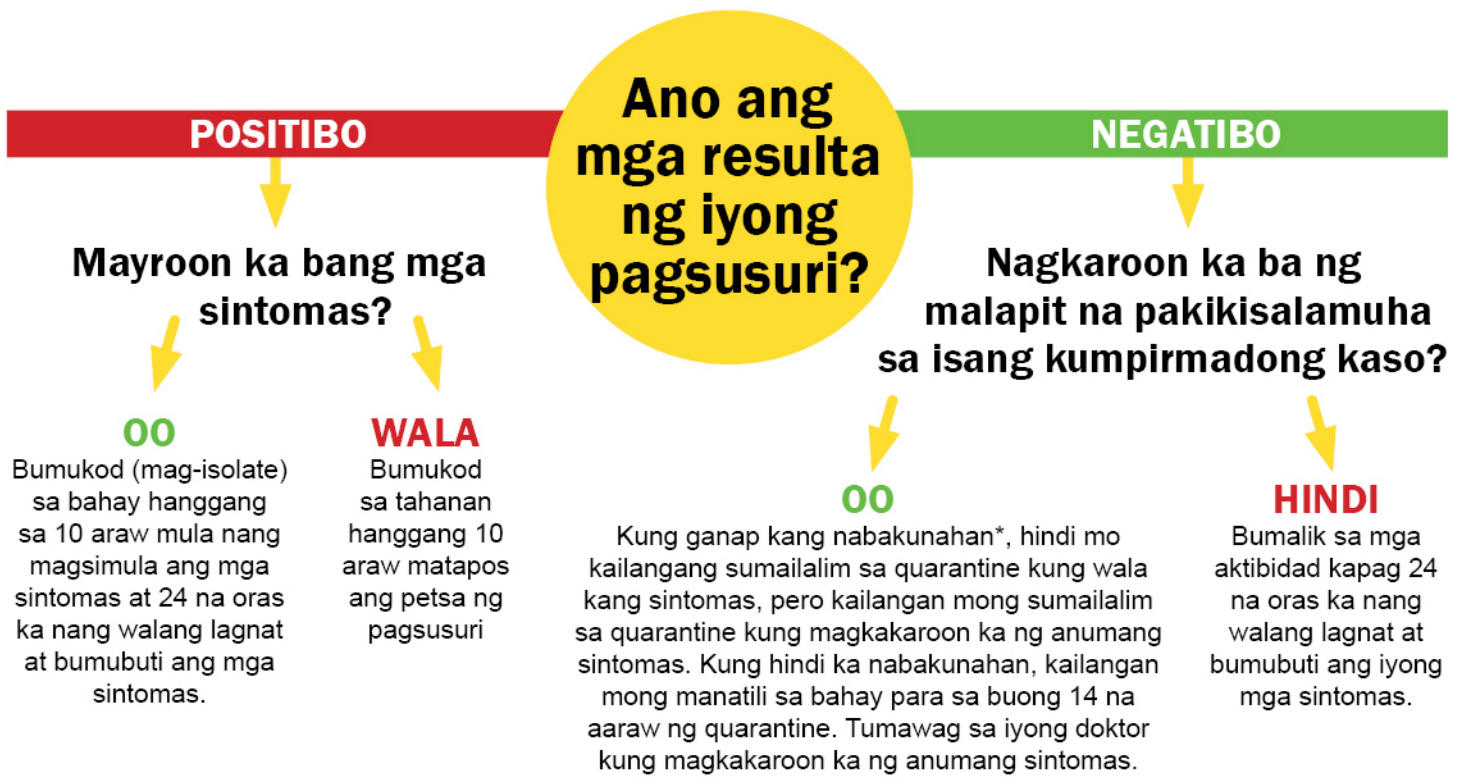 Ano ang
mga resulta
ng iyong
pagsusuri?
POSITIBO
Mayroon ka bang mga
sintomas?
OO
Bumukod (mag-isolate)
sa bahay hanggang
sa 10 araw mula nang
magsimula ang mga
sintomas at 24 na oras
ka nang walang lagnat
at bumubuti ang mga
sintomas.
WALA
Bumukod
sa tahanan
hanggang 10
araw matapos
ang petsa ng
pagsusuri
NEGATIBO
Nagkaroon ka ba ng
malapit na pakikisalamuha
sa isang kumpirmadong kaso?
OO
Kung ganap kang nabakunahan*, hindi mo
kailangang sumailalim sa quarantine kung wala
kang sintomas, pero kailangan mong sumailalim
sa quarantine kung magkakaroon ka ng anumang
sintomas. Kung hindi ka nabakunahan, kailangan
mong manatili sa bahay para sa buong 14 na
aaraw ng quarantine. Tumawag sa iyong doktor
kung magkakaroon ka ng anumang sintomas.
HINDI
Bumalik sa mga
aktibidad kapag 24
na oras ka nang
walang lagnat at
bumubuti ang iyong
mga sintomas.